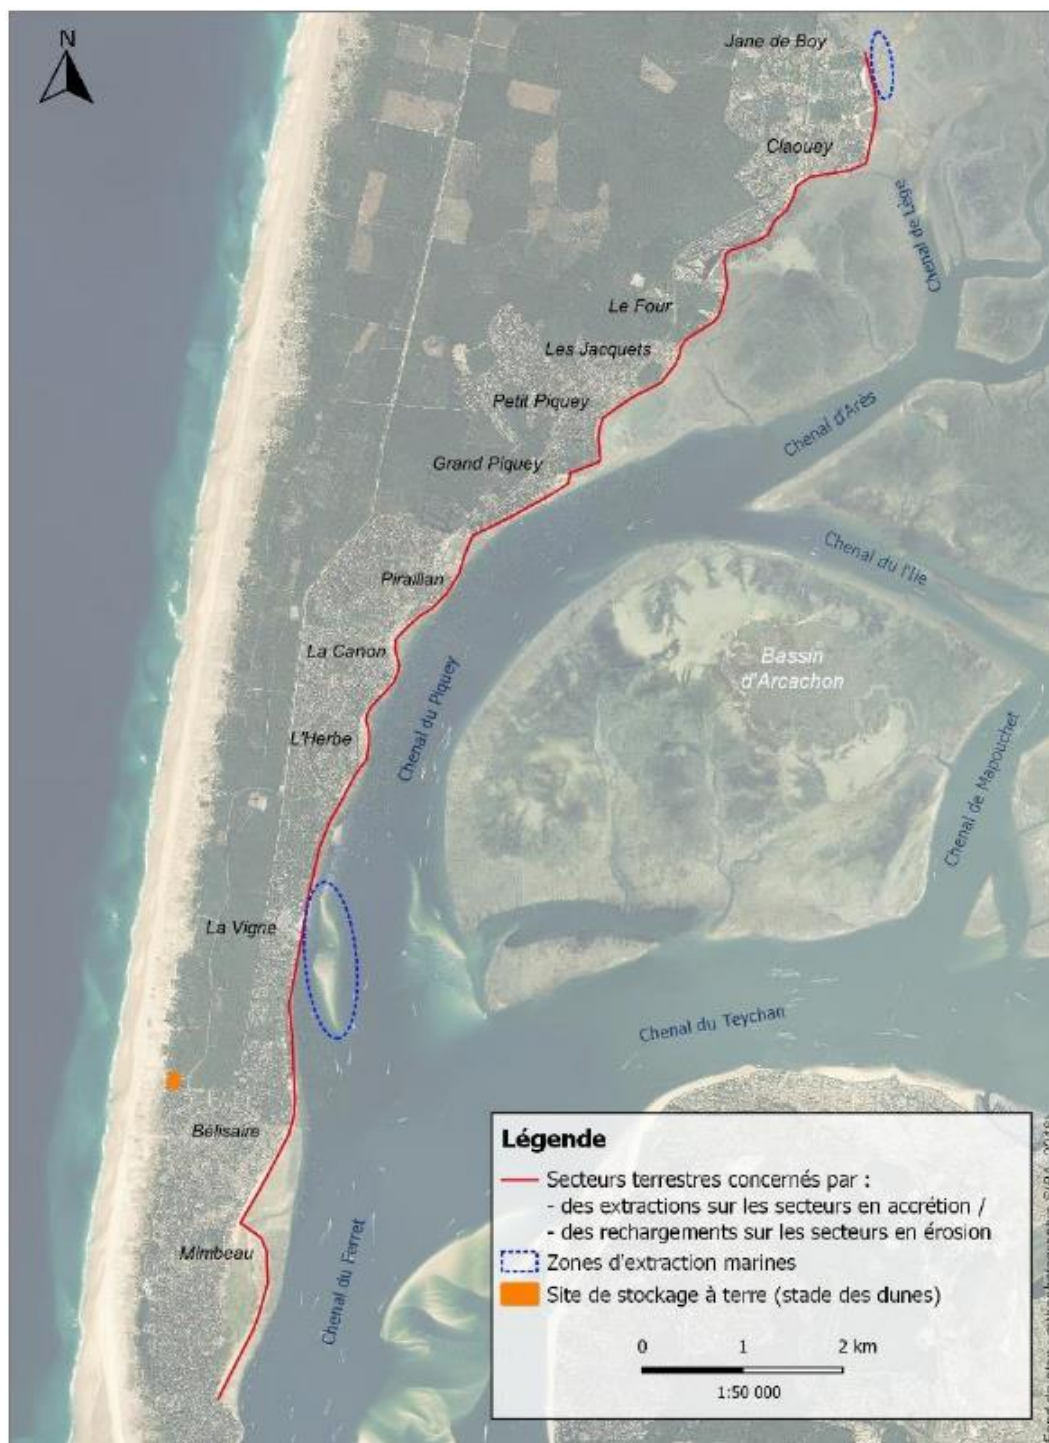 N
Jane de Boy
Claouey
Chenal de Lège
Le Four
Les Jacquets
Petit Piquey
Chenal d'Arès
Grand Piquey
Chenal du l'Ile
Piraillan
La Canon
Bassin
d'Arcachon
Chenal du Piquey
L'Herbe
Chenal de Mapouchet
La Vigne
Chenal du Teychan
Bélisaire
Mimbeau
Chenal du Ferret
Légende
Secteurs terrestres concernés par :
- des extractions sur les secteurs en accrétion /
- des rechargements sur les secteurs en érosion
Zones d'extraction marines
Site de stockage à terre (stade des dunes)
0 1 2 km
1:50 000